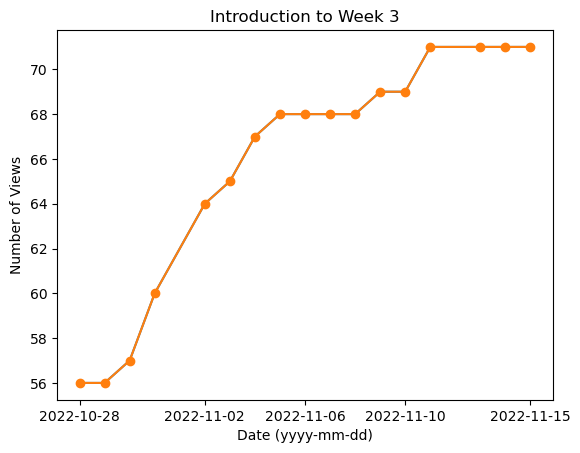 Introduction to Week 3
Number of Views
70
68
66
64
62
60
58
56
2022-10-28 2022-11-02 2022-11-06 2022-11-10 2022-11-15
Date (yyyy-mm-dd)